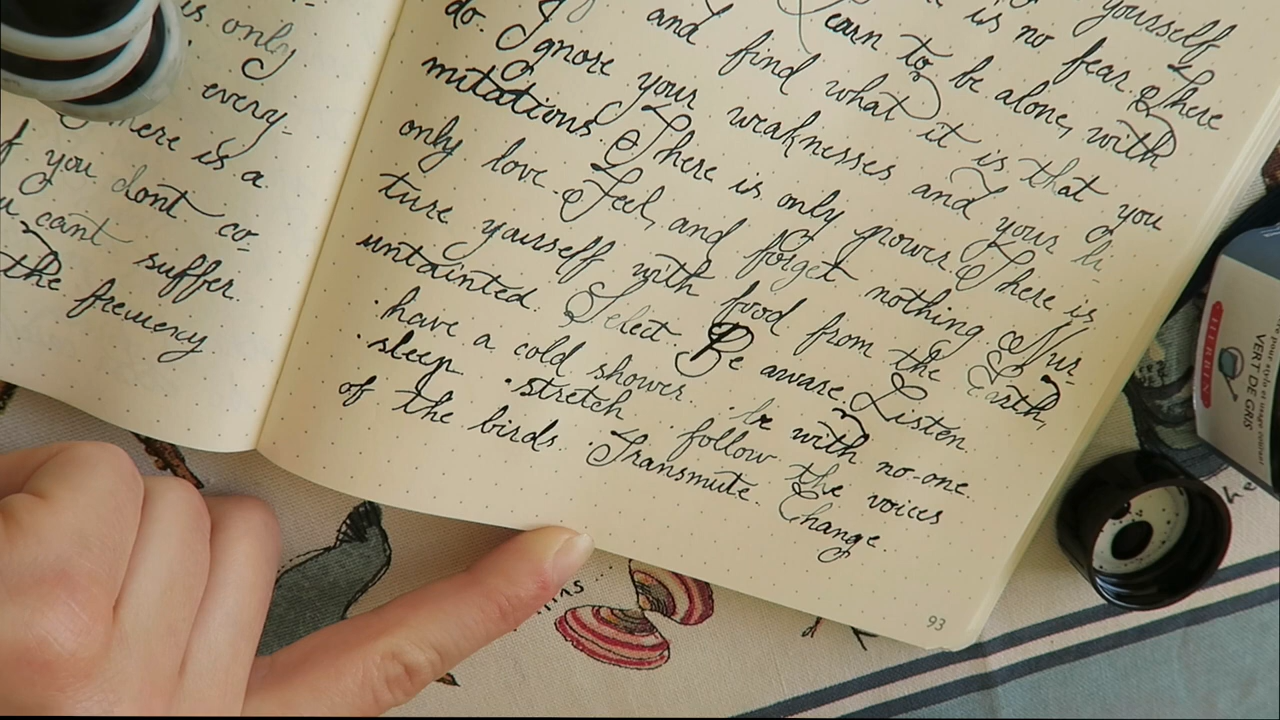 is only
every-
there is a
f you dont co-
u cant suffer.
the freuency
yourself
is no fear. There
Learn to be alone, with
and find what it is that you
do. Ignore your weaknesses and your li-
mitations. There is only power. There is
only love. Feel, and forget nothing. Nur-
ture yourself with food from the Earth,
untainted. Select. Be aware. Listen.
·have a cold shower. ·be with no-one.
·sleep ·stretch ·follow the voices
of the birds. ·Transmute. Change.
93
HERBIN
VERT DE GRIS